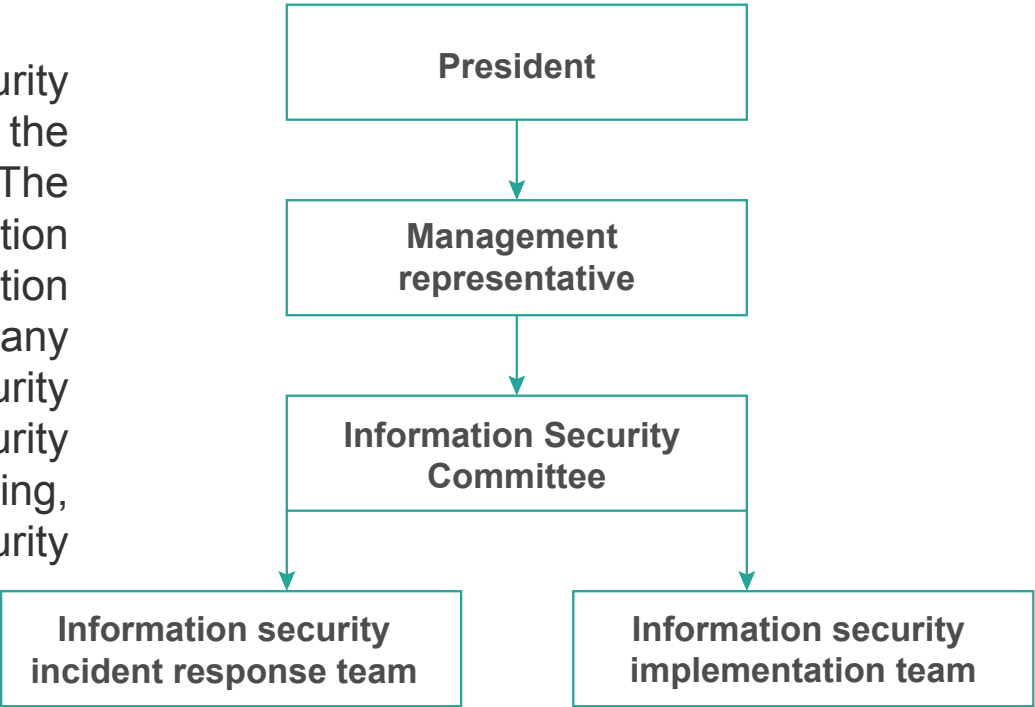 urity
the
The
tion
tion
any
urity
urity
ing,
urity
President
Management
representative
Information Security
Committee
Information security
incident response team
Information security
implementation team